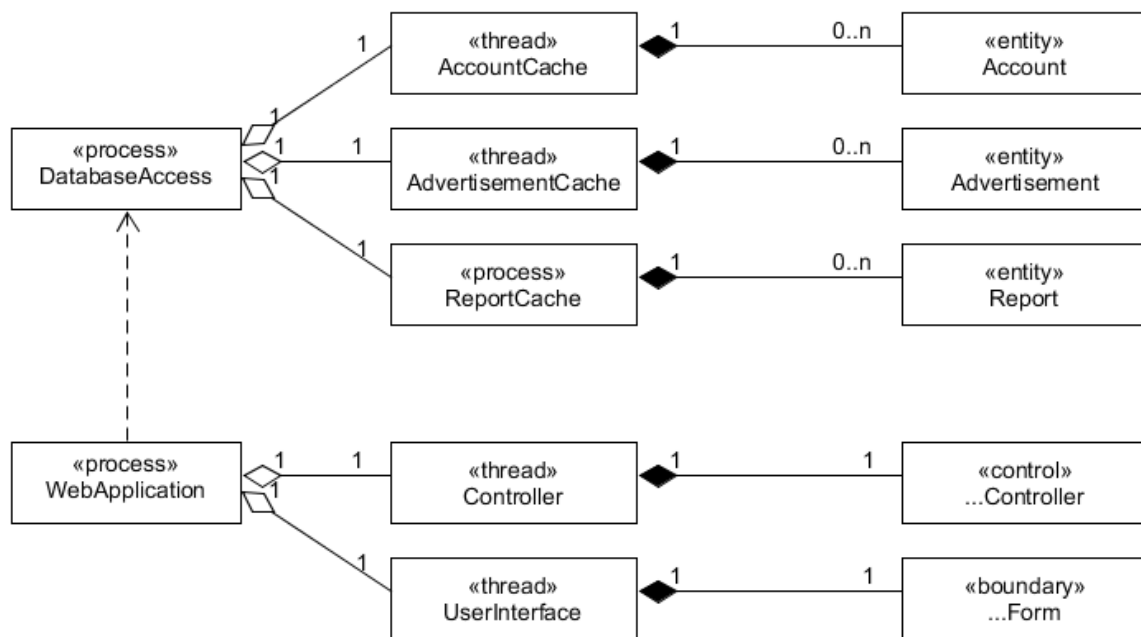 1
«thread»
AccountCache
1
0..n
«entity»
Account
1
«process»
DatabaseAccess
1
1
«thread»
AdvertisementCache
1
0..n
«entity»
Advertisement
1
1
«process»
ReportCache
1
0..n
«entity»
Report
«process»
WebApplication
1
1
«thread»
Controller
1
1
«control»
...Controller
1
1
«thread»
UserInterface
1
1
«boundary»
...Form